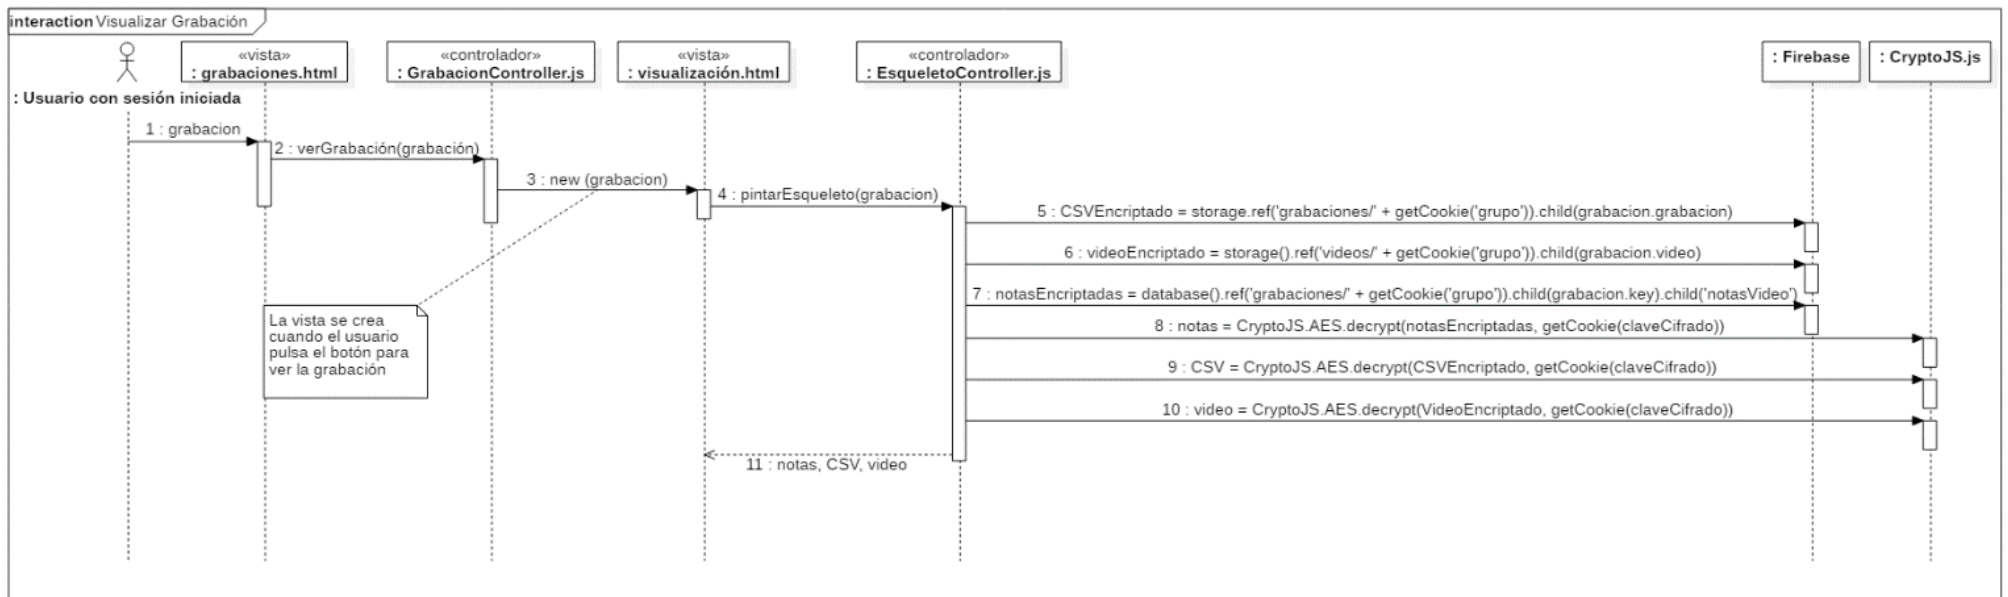 interaction Visualizar Grabación
«vista»
: grabaciones.html
«controlador»
: GrabacionController.js
«vista»
: visualización.html
«controlador»
: EsqueletoController.js
: Firebase
: CryptoJS.js
: Usuario con sesión iniciada
1 : grabacion
2 : verGrabación(grabación)
3 : new (grabacion)
4 : pintarEsqueleto(grabacion)
5 : CSVEncriptado = storage.ref('grabaciones/' + getCookie('grupo')).child(grabacion.grabacion)
6 : videoEncriptado = storage().ref('videos/' + getCookie('grupo')).child(grabacion.video)
7 : notasEncriptadas = database().ref('grabaciones/' + getCookie('grupo')).child(grabacion.key).child('notasVideo')
8 : notas = CryptoJS.AES.decrypt(notasEncriptadas, getCookie(claveCifrado))
9 : CSV = CryptoJS.AES.decrypt(CSVEncriptado, getCookie(claveCifrado))
10 : video = CryptoJS.AES.decrypt(VideoEncriptado, getCookie(claveCifrado))
11 : notas, CSV, video
La vista se crea
cuando el usuario
pulsa el botón para
ver la grabación